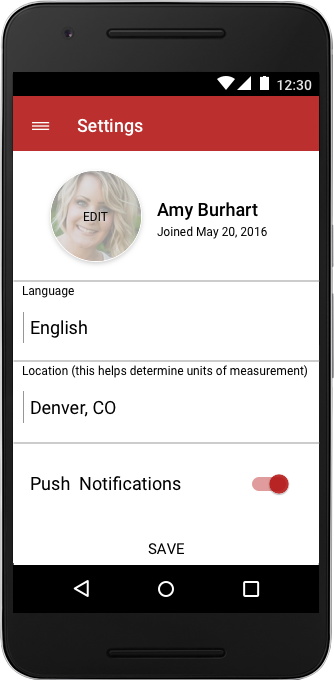 12:30
Settings
EDIT
Amy Burhart
Joined May 20, 2016
Language
English
Location (this helps determine units of measurement)
Denver, CO
Push Notifications
SAVE